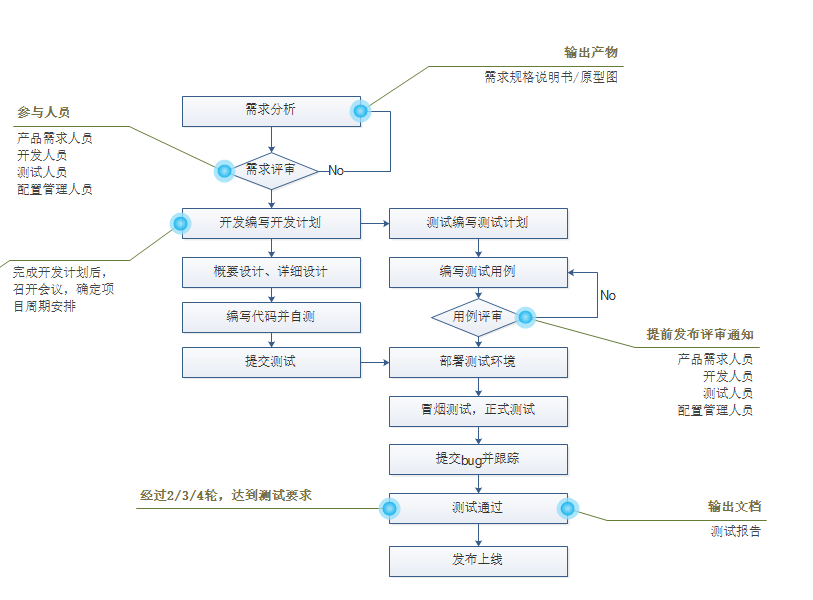 输出产物
需求规格说明书/原型图
需求分析
参与人员
产品需求人员
开发人员
测试人员
配置管理人员
需求评审
No
开发编写开发计划
测试编写测试计划
完成开发计划后，
召开会议，确定项
目周期安排
概要设计、详细设计
编写测试用例
No
编写代码并自测
用例评审
提前发布评审通知
产品需求人员
开发人员
测试人员
配置管理人员
提交测试
部署测试环境
冒烟测试，正式测试
提交bug并跟踪
经过2/3/4轮，达到测试要求
测试通过
输出文档
测试报告
发布上线